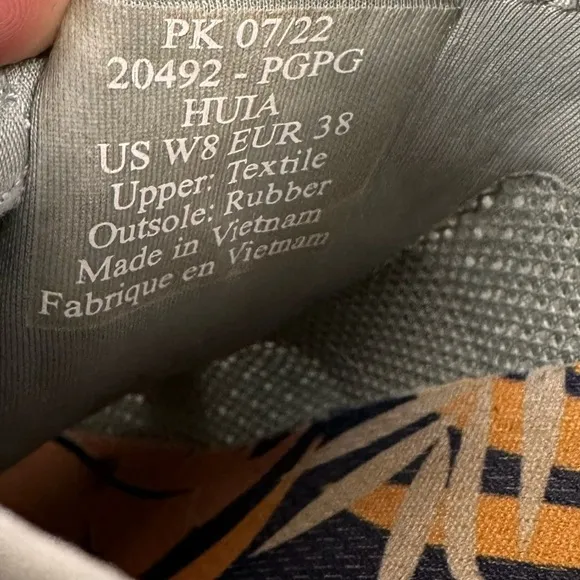 PK 07/22
20492 - PGPG
HUIA
US W8 EUR 38
Upper: Textile
Outsole: Rubber
Made in Vietnam
Fabrique en Vietnam